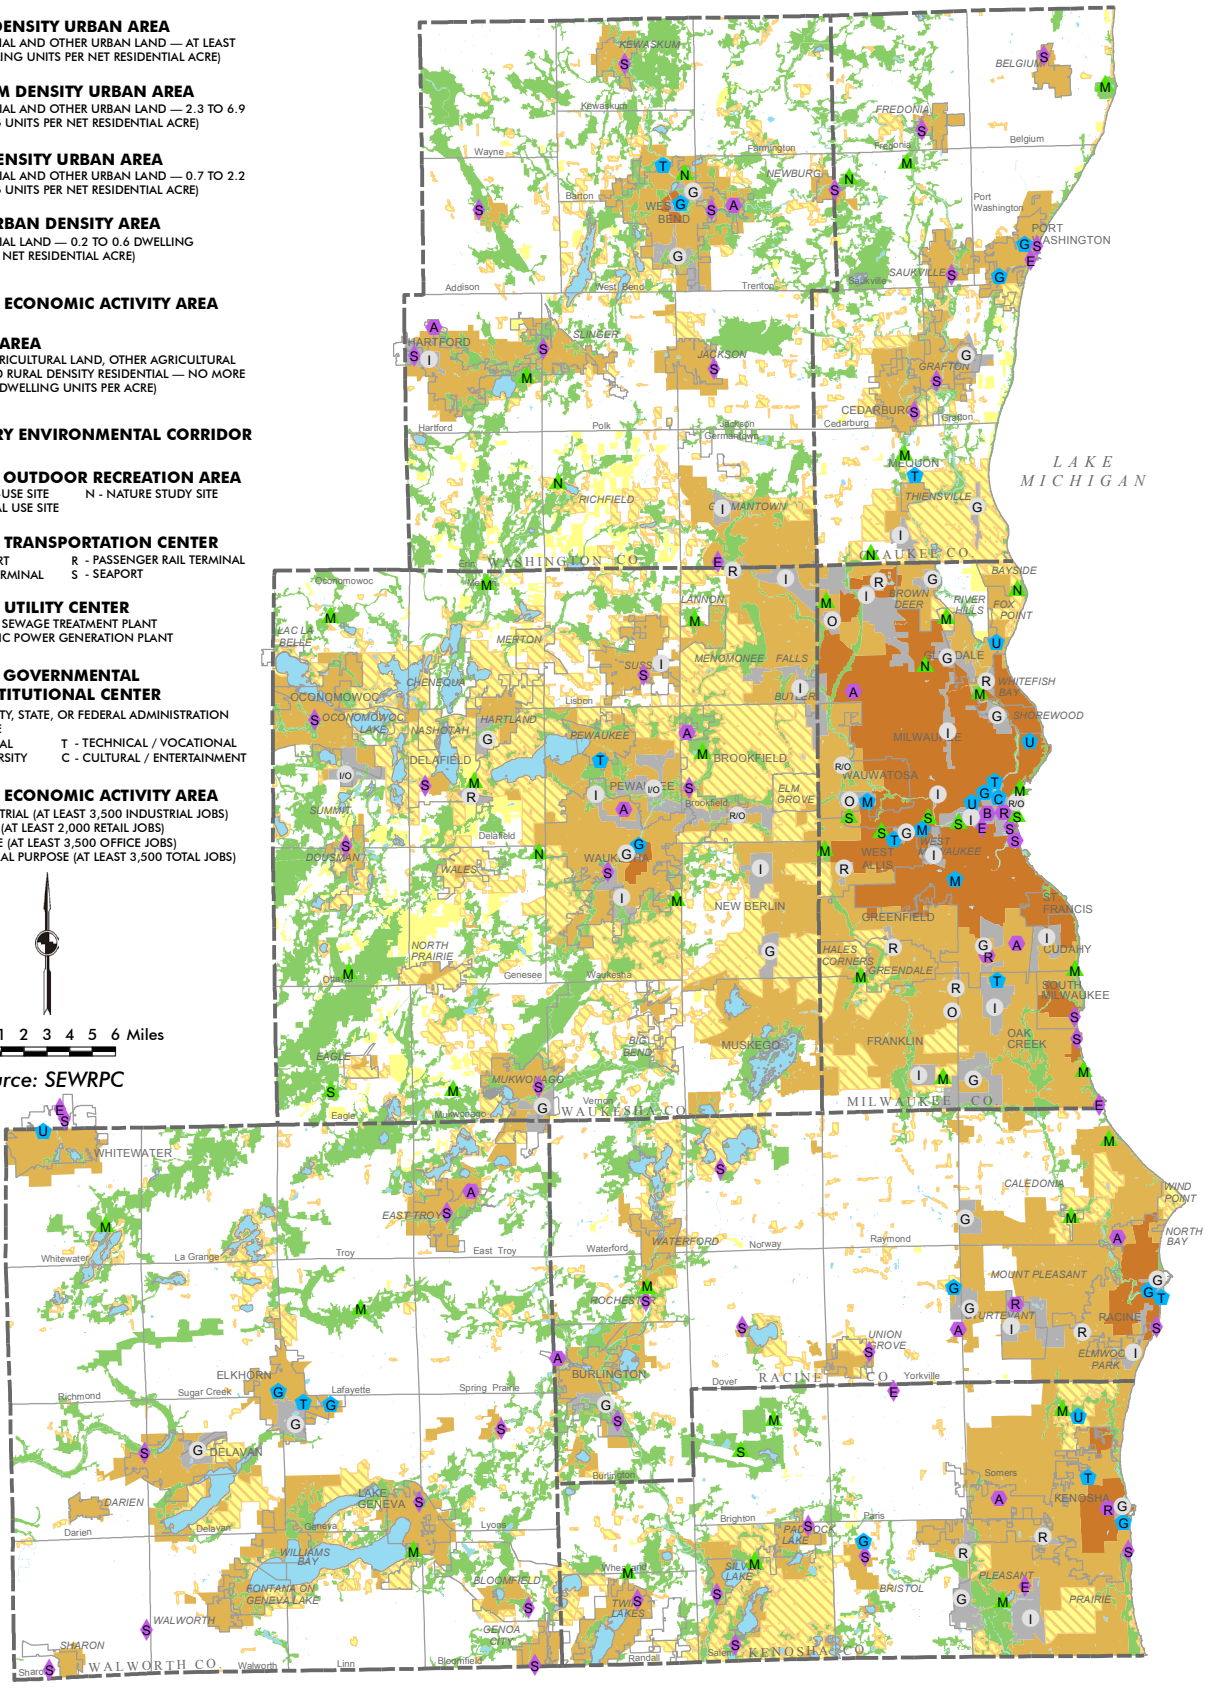 DENSITY URBAN AREA
IAL AND OTHER URBAN LAND — AT LEAST
LING UNITS PER NET RESIDENTIAL ACRE)
M DENSITY URBAN AREA
IAL AND OTHER URBAN LAND — 2.3 TO 6.9
UNITS PER NET RESIDENTIAL ACRE)
ENSITY URBAN AREA
IAL AND OTHER URBAN LAND — 0.7 TO 2.2
UNITS PER NET RESIDENTIAL ACRE)
RBAN DENSITY AREA
IAL LAND — 0.2 TO 0.6 DWELLING
NET RESIDENTIAL ACRE)
ECONOMIC ACTIVITY AREA
AREA
RICULTURAL LAND, OTHER AGRICULTURAL
D RURAL DENSITY RESIDENTIAL — NO MORE
DWELLING UNITS PER ACRE)
RY ENVIRONMENTAL CORRIDOR
OUTDOOR RECREATION AREA
USE SITE N - NATURE STUDY SITE
AL USE SITE
TRANSPORTATION CENTER
RT R - PASSENGER RAIL TERMINAL
ERMINAL S - SEAPORT
UTILITY CENTER
SEWAGE TREATMENT PLANT
IC POWER GENERATION PLANT
GOVERNMENTAL
TITUTIONAL CENTER
TY, STATE, OR FEDERAL ADMINISTRATION
E
AL T - TECHNICAL / VOCATIONAL
RSITY C - CULTURAL / ENTERTAINMENT
ECONOMIC ACTIVITY AREA
TRIAL (AT LEAST 3,500 INDUSTRIAL JOBS)
(AT LEAST 2,000 RETAIL JOBS)
E (AT LEAST 3,500 OFFICE JOBS)
AL PURPOSE (AT LEAST 3,500 TOTAL JOBS)
1 2 3 4 5 6 Miles
urce: SEWRPC
KEWASKUM
Kewaskum
Wayne
Farmington
Barton
WEST
BEND
NEWBURG
Addison
West Bend
Trenton
FREDONIA
Fredonia
BELGIUM
Belgium
Port
Washington
PORT
WASHINGTON
SAUKVILLE
Saukville
HARTFORD
SLINGER
JACKSON
Hartford
Polk
Jackson
Germantown
GRAFTON
CEDARBURG
Cedarburg
Grafton
LAKE
MICHIGAN
MEQUON
THIENSVILLE
RICHFIELD
GERMANTOWN
Erin
WASHINGTON CO.
OZAUKEE CO.
Oconomowoc
Merton
LANNON
BAYSIDE
BROWN
DEER
RIVER
HILLS
FOX
POINT
LAC LA
BELLE
MERTON
CHENEQUA
SUSSEX
MENOMONEE FALLS
GLENDALE
WHITEFISH
BAY
OCONOMOWOC
OCONOMOWOC
LAKE
NASHOTAH
HARTLAND
Lisbon
BUTLER
SHOREWOOD
MILWAUKEE
DELAFIELD
PEWAUKEE
BROOKFIELD
WAUWATOSA
PEWAUKEE
ELM
GROVE
SUMMIT
Brookfield
DOUSMAN
Delafield
WALES
WAUKESHA
WEST
ALLIS
WEST
MILWAUKEE
NEW BERLIN
GREENFIELD
ST.
FRANCIS
NORTH
PRAIRIE
HALES
CORNERS
GREENDALE
CUDAHY
Ottawa
Genesee
Waukesha
SOUTH
MILWAUKEE
EAGLE
BIG
BEND
MUSKEGO
FRANKLIN
OAK
CREEK
MUKWONAGO
Eagle
Mukwonago
Vernon
WAUKESHA CO.
MILWAUKEE CO.
WHITEWATER
EAST TROY
CALEDONIA
WIND
POINT
Whitewater
La Grange
Troy
East Troy
Waterford
WATERFORD
Norway
Raymond
NORTH
BAY
ROCHESTER
MOUNT PLEASANT
STURTEVANT
RACINE
UNION
GROVE
ELMWOOD
PARK
BURLINGTON
ELKHORN
Richmond
Sugar Creek
Lafayette
Spring Prairie
Dover
RACINE CO.
Yorkville
DELAVAN
Burlington
Somers
KENOSHA
DARIEN
LAKE
GENEVA
Darien
Delavan
Geneva
Lyons
Brighton
Paris
PADDOCK
LAKE
WILLIAMS
BAY
FONTANA ON
GENEVA LAKE
BLOOMFIELD
Wheatland
SILVER
LAKE
BRISTOL
PLEASANT
PRAIRIE
TWIN
LAKES
WALWORTH
GENOA
CITY
SHARON
Sharon
WALWORTH CO.
Walworth
Linn
Bloomfield
Randall
Salem
KENOSHA CO.